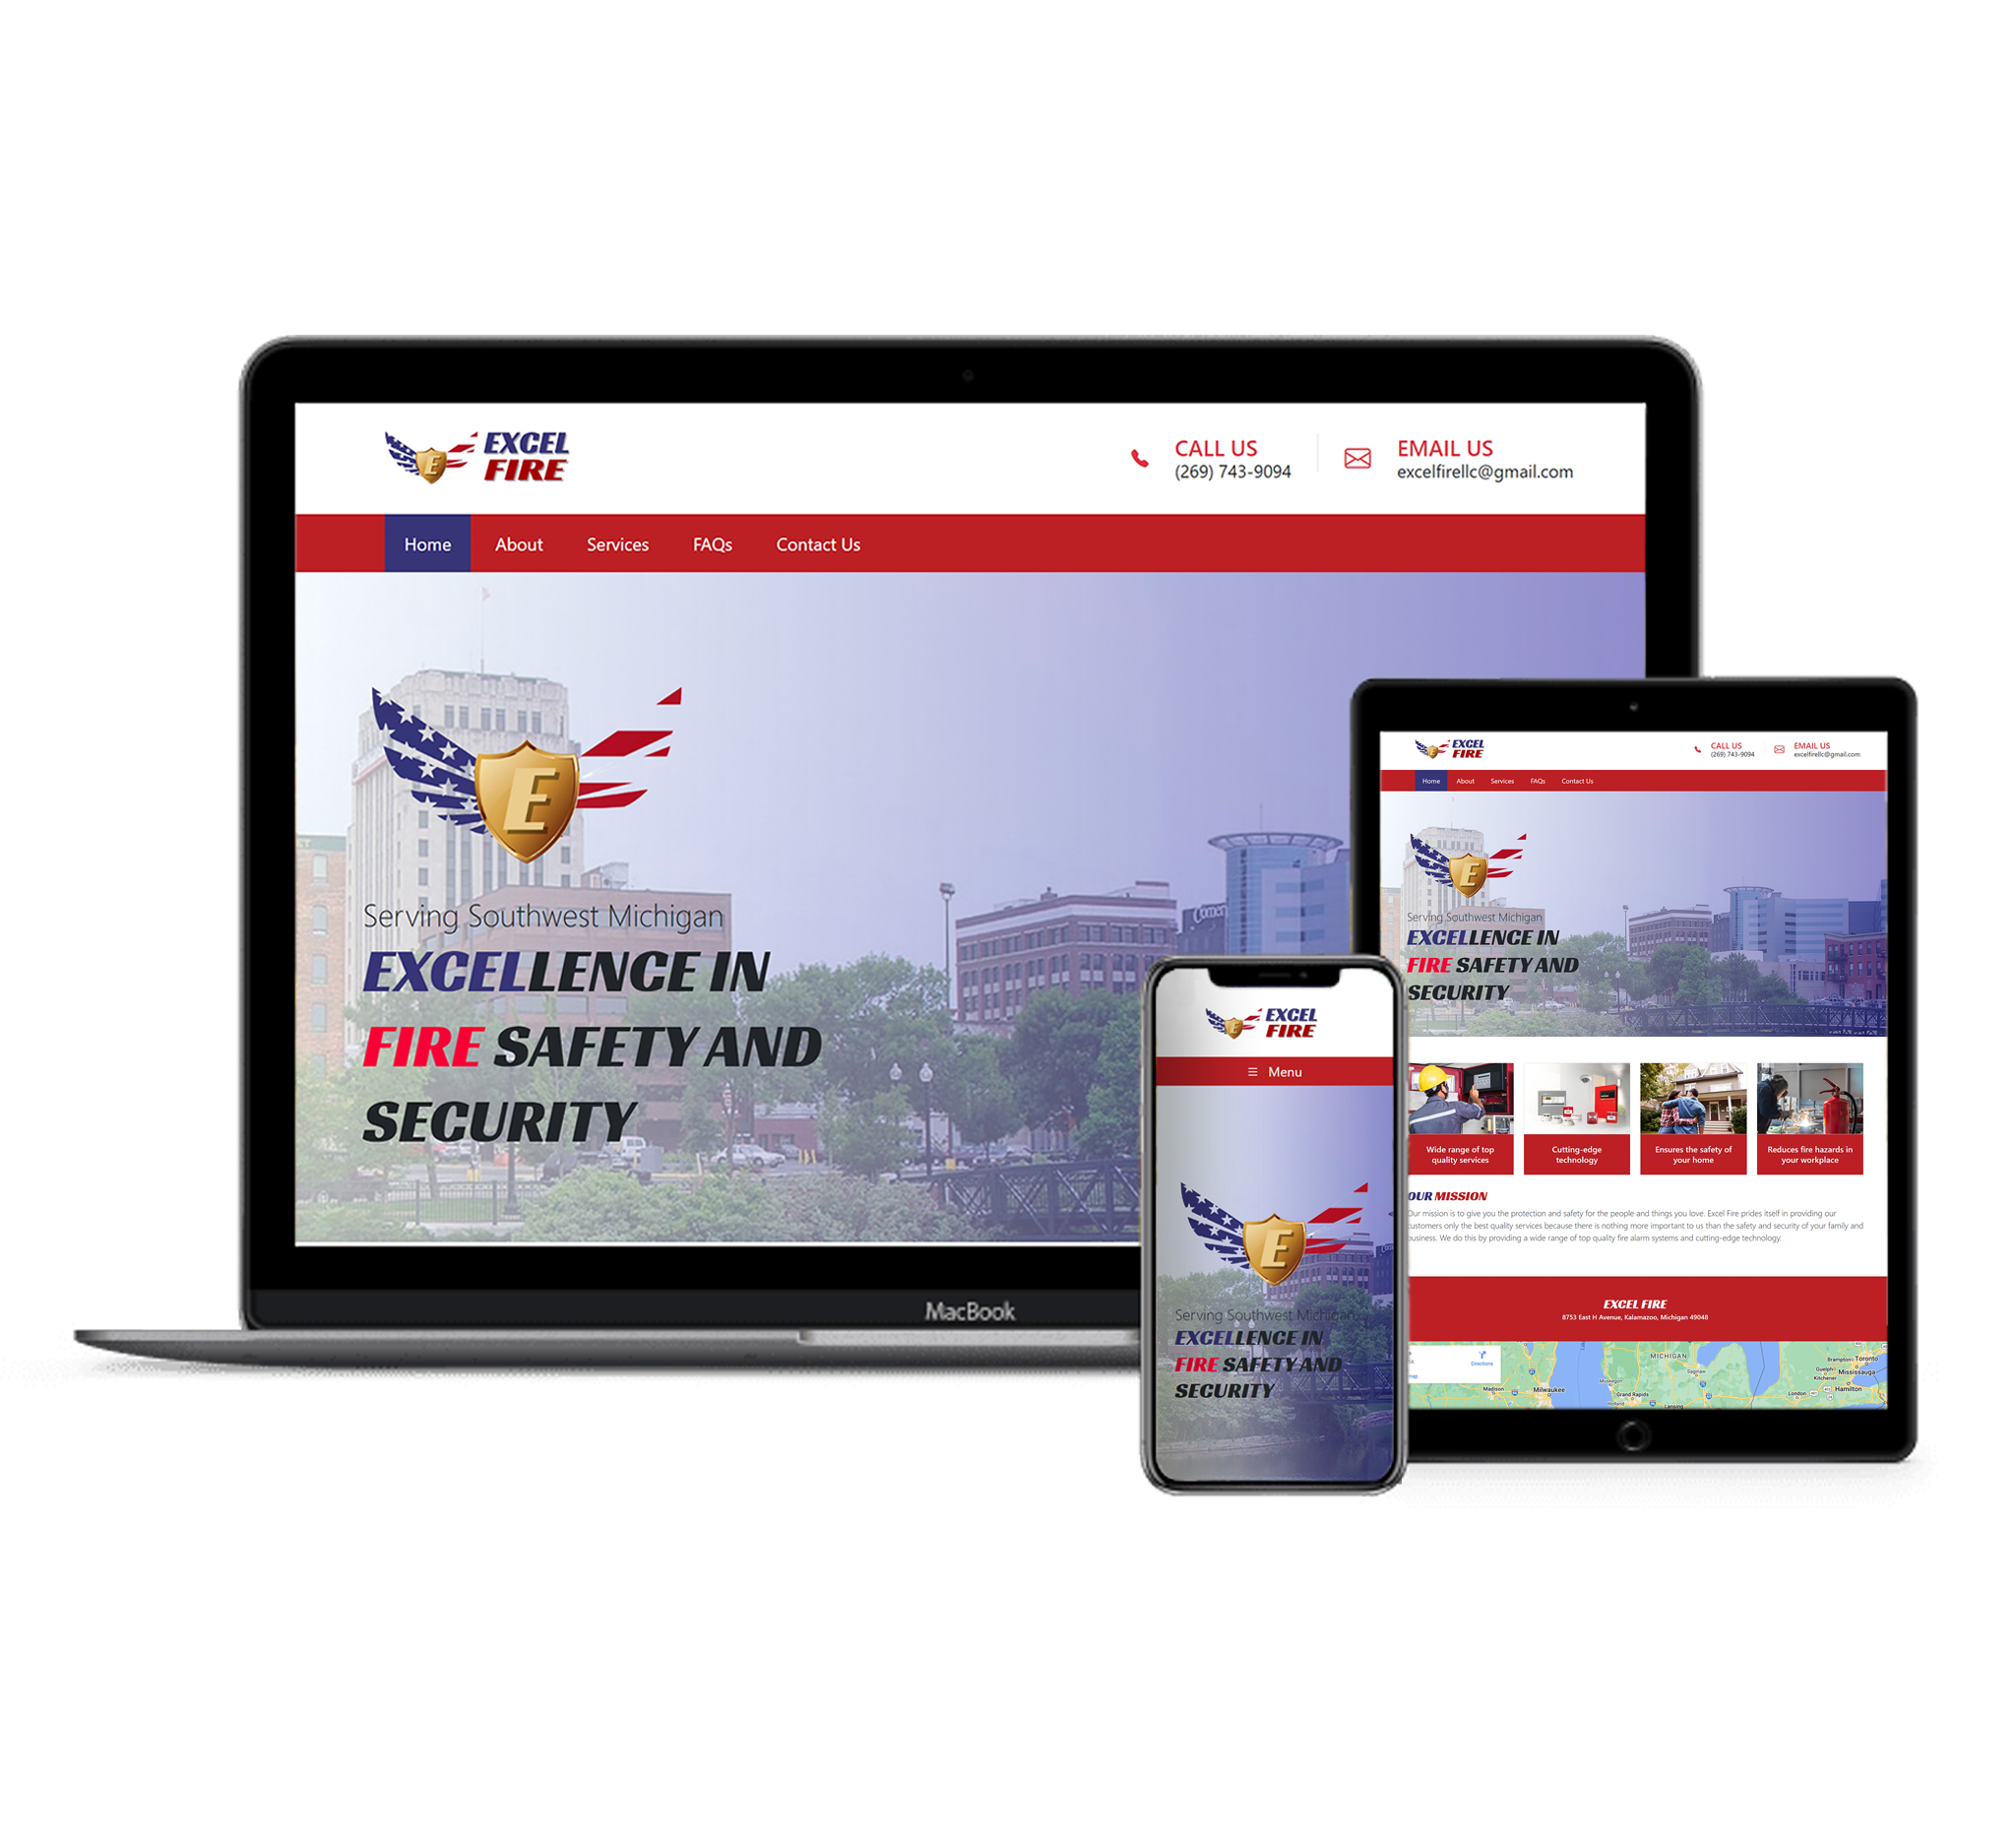 EXCEL
FIRE
CALL US
(269) 743-9094
EMAIL US
excelfirellc@gmail.com
Home About Services FAQs Contact Us
E
Serving Southwest Michigan
EXCELLENCE IN
FIRE SAFETY AND
SECURITY
MacBook
EXCEL
FIRE
Menu
E
Serving Southwest Michigan
EXCELLENCE IN
FIRE SAFETY AND
SECURITY
EXCEL
FIRE
CALL US
(269) 743-9094
EMAIL US
excelfirellc@gmail.com
Home About Services FAQs Contact Us
E
Serving Southwest Michigan
EXCELLENCE IN
FIRE SAFETY AND
SECURITY
Wide range of top
quality services
Cutting-edge
technology
Ensures the safety of
your home
Reduces fire hazards in
your workplace
OUR MISSION
Our mission is to give you the protection and safety for the people and things you love. Excel Fire prides itself in providing our
customers only the best quality services because there is nothing more important to us than the safety and security of your family and
business. We do this by providing a wide range of top quality fire alarm systems and cutting-edge technology.
EXCEL FIRE
8753 East H Avenue, Kalamazoo, Michigan 49048
Directions
MICHIGAN
Madison
Milwaukee
Grand Rapids
Lansing
Brampton
Toronto
Guelph
Mississauga
Kitchener
Hamilton
London